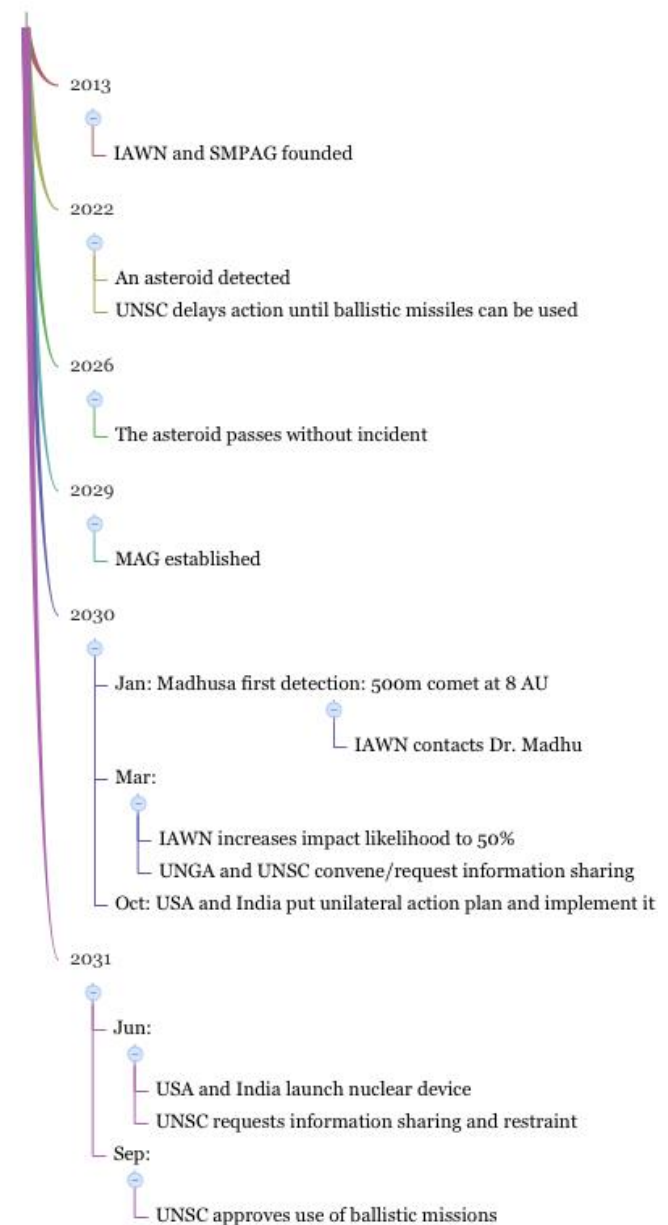 2013
IAWN and SMPAG founded
2022
An asteroid detected
UNSC delays action until ballistic missiles can be used
2026
The asteroid passes without incident
2029
MAG established
2030
Jan: Madhusa first detection: 500m comet at 8 AU
IAWN contacts Dr. Madhu
Mar:
IAWN increases impact likelihood to 50%
UNGA and UNSC convene/request information sharing
Oct: USA and India put unilateral action plan and implement it
2031
Jun:
USA and India launch nuclear device
UNSC requests information sharing and restraint
Sep:
UNSC approves use of ballistic missions